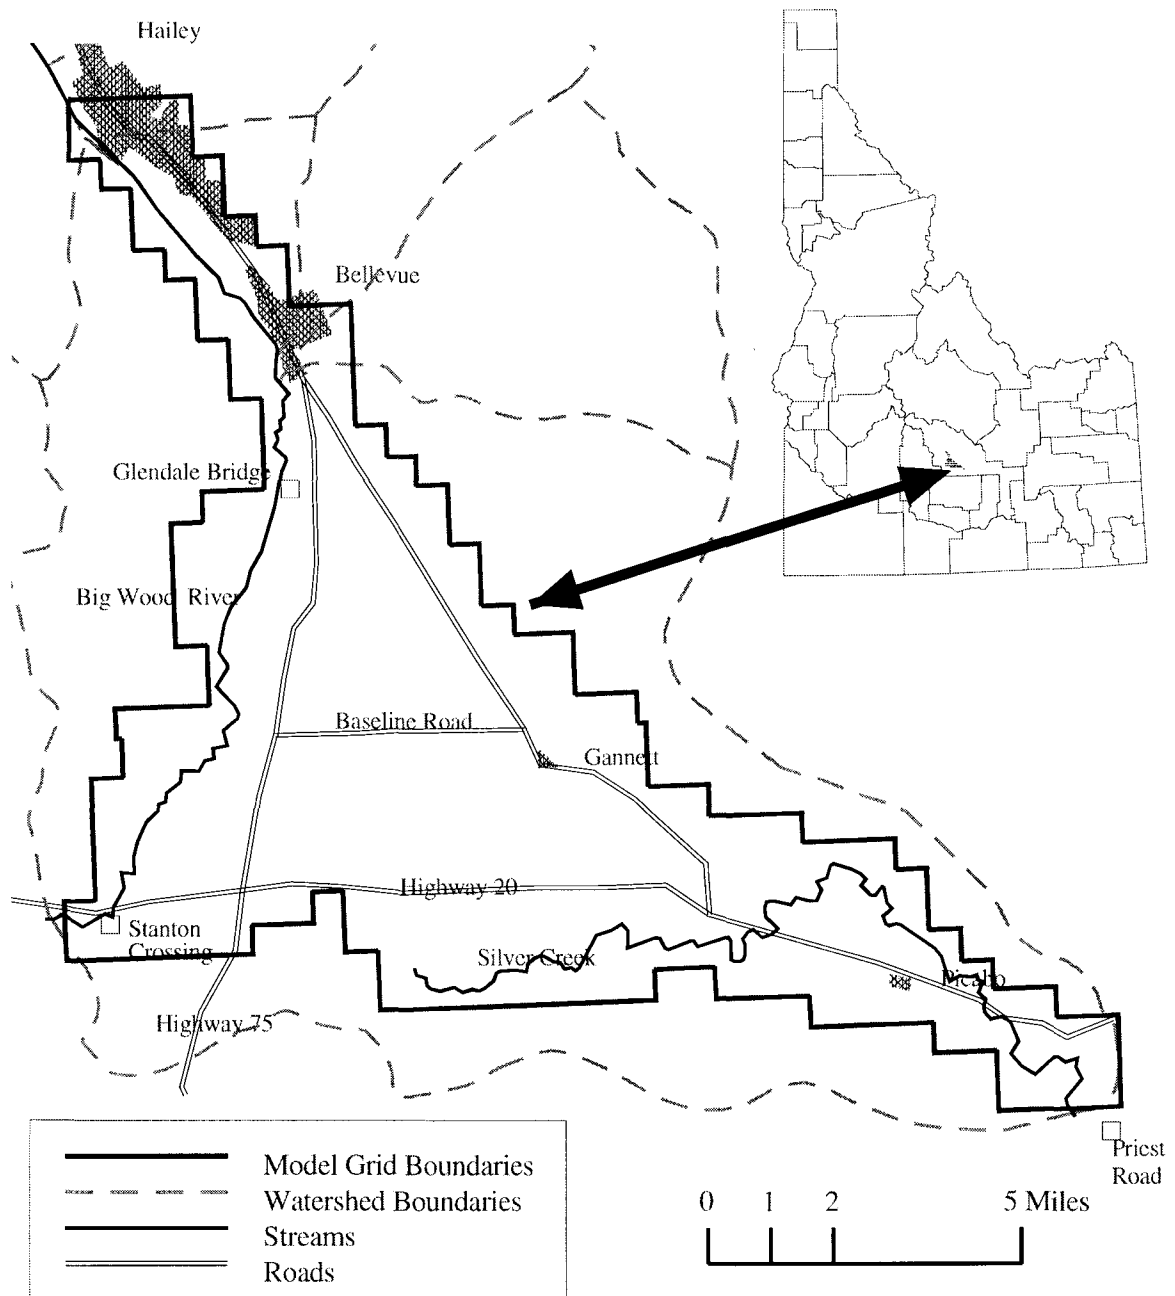 Hailey
Bellevue
Glendale Bridge
Big Wood River
Baseline Road
Gannett
Highway 20
Stanton
Crossing
Silver Creek
Picabo
Highway 75
Priest
Road
Model Grid Boundaries
Watershed Boundaries
Streams
Roads
0 1 2 5 Miles